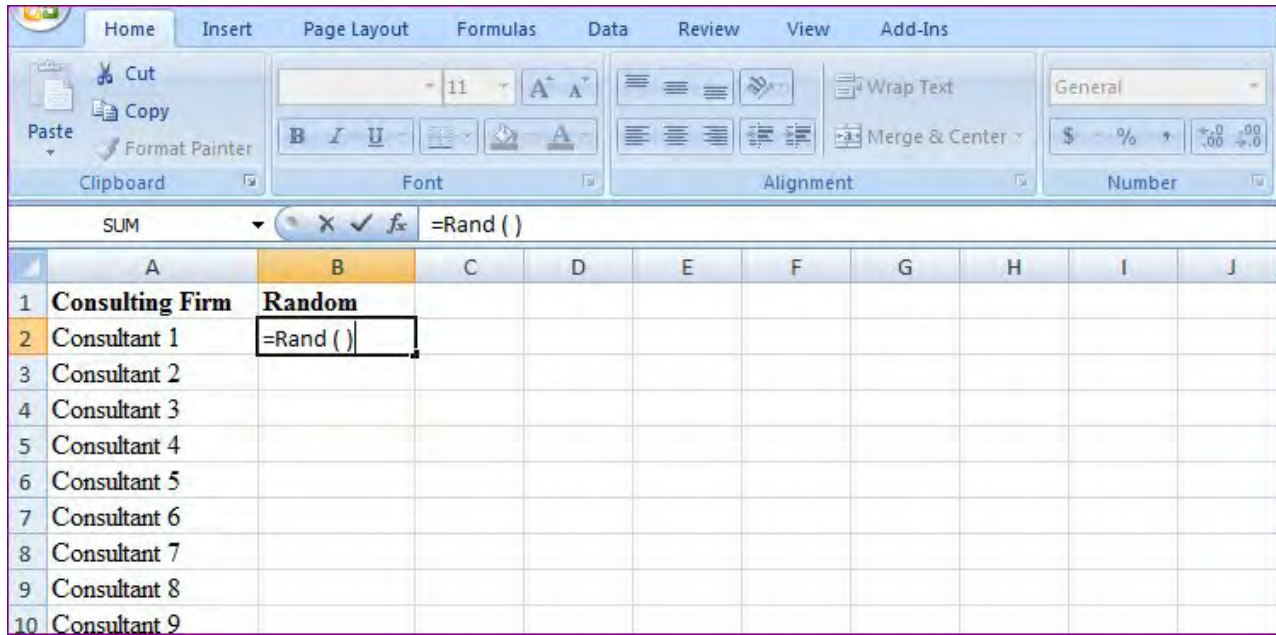 Home Insert Page Layout Formulas Data Review View Add-Ins
Paste
Cut
Copy
Format Painter
Clipboard
11 A A
B I U A
Font
Wrap Text
Merge & Center
Alignment
General
$ % , .00 .00 .0
Number
SUM fx =Rand ( )
A B C D E F G H I J
1 Consulting Firm Random
2 Consultant 1 =Rand ( )
3 Consultant 2
4 Consultant 3
5 Consultant 4
6 Consultant 5
7 Consultant 6
8 Consultant 7
9 Consultant 8
10 Consultant 9